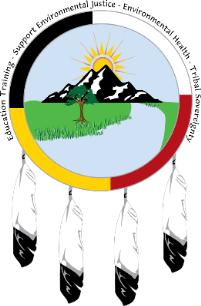 Education Training - Support Environmental Justice - Environmental Health - Tribal Sovereignty